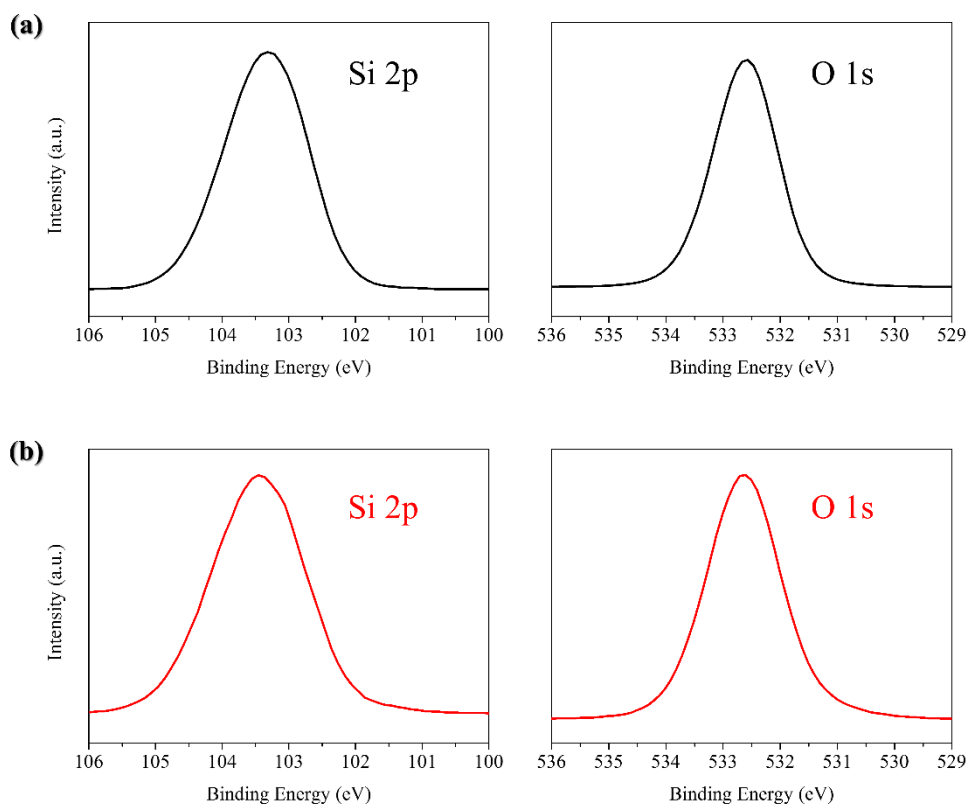 (a)
Si 2p
O 1s
Intensity (a.u.)
106 105 104 103 102 101 100
536 535 534 533 532 531 530 529
Binding Energy (eV)
Binding Energy (eV)
(b)
Si 2p
O 1s
Intensity (a.u.)
106 105 104 103 102 101 100
536 535 534 533 532 531 530 529
Binding Energy (eV)
Binding Energy (eV)